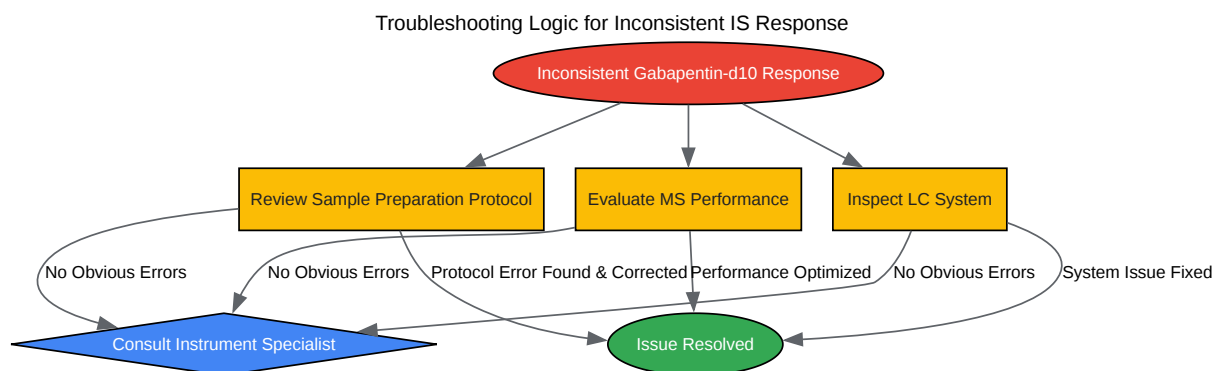 Troubleshooting Logic for Inconsistent IS Response
Inconsistent Gabapentin-d10 Response
Review Sample Preparation Protocol
Evaluate MS Performance
Inspect LC System
No Obvious Errors
No Obvious Errors
Protocol Error Found & Corrected
Performance Optimized
No Obvious Errors
System Issue Fixed
Consult Instrument Specialist
Issue Resolved